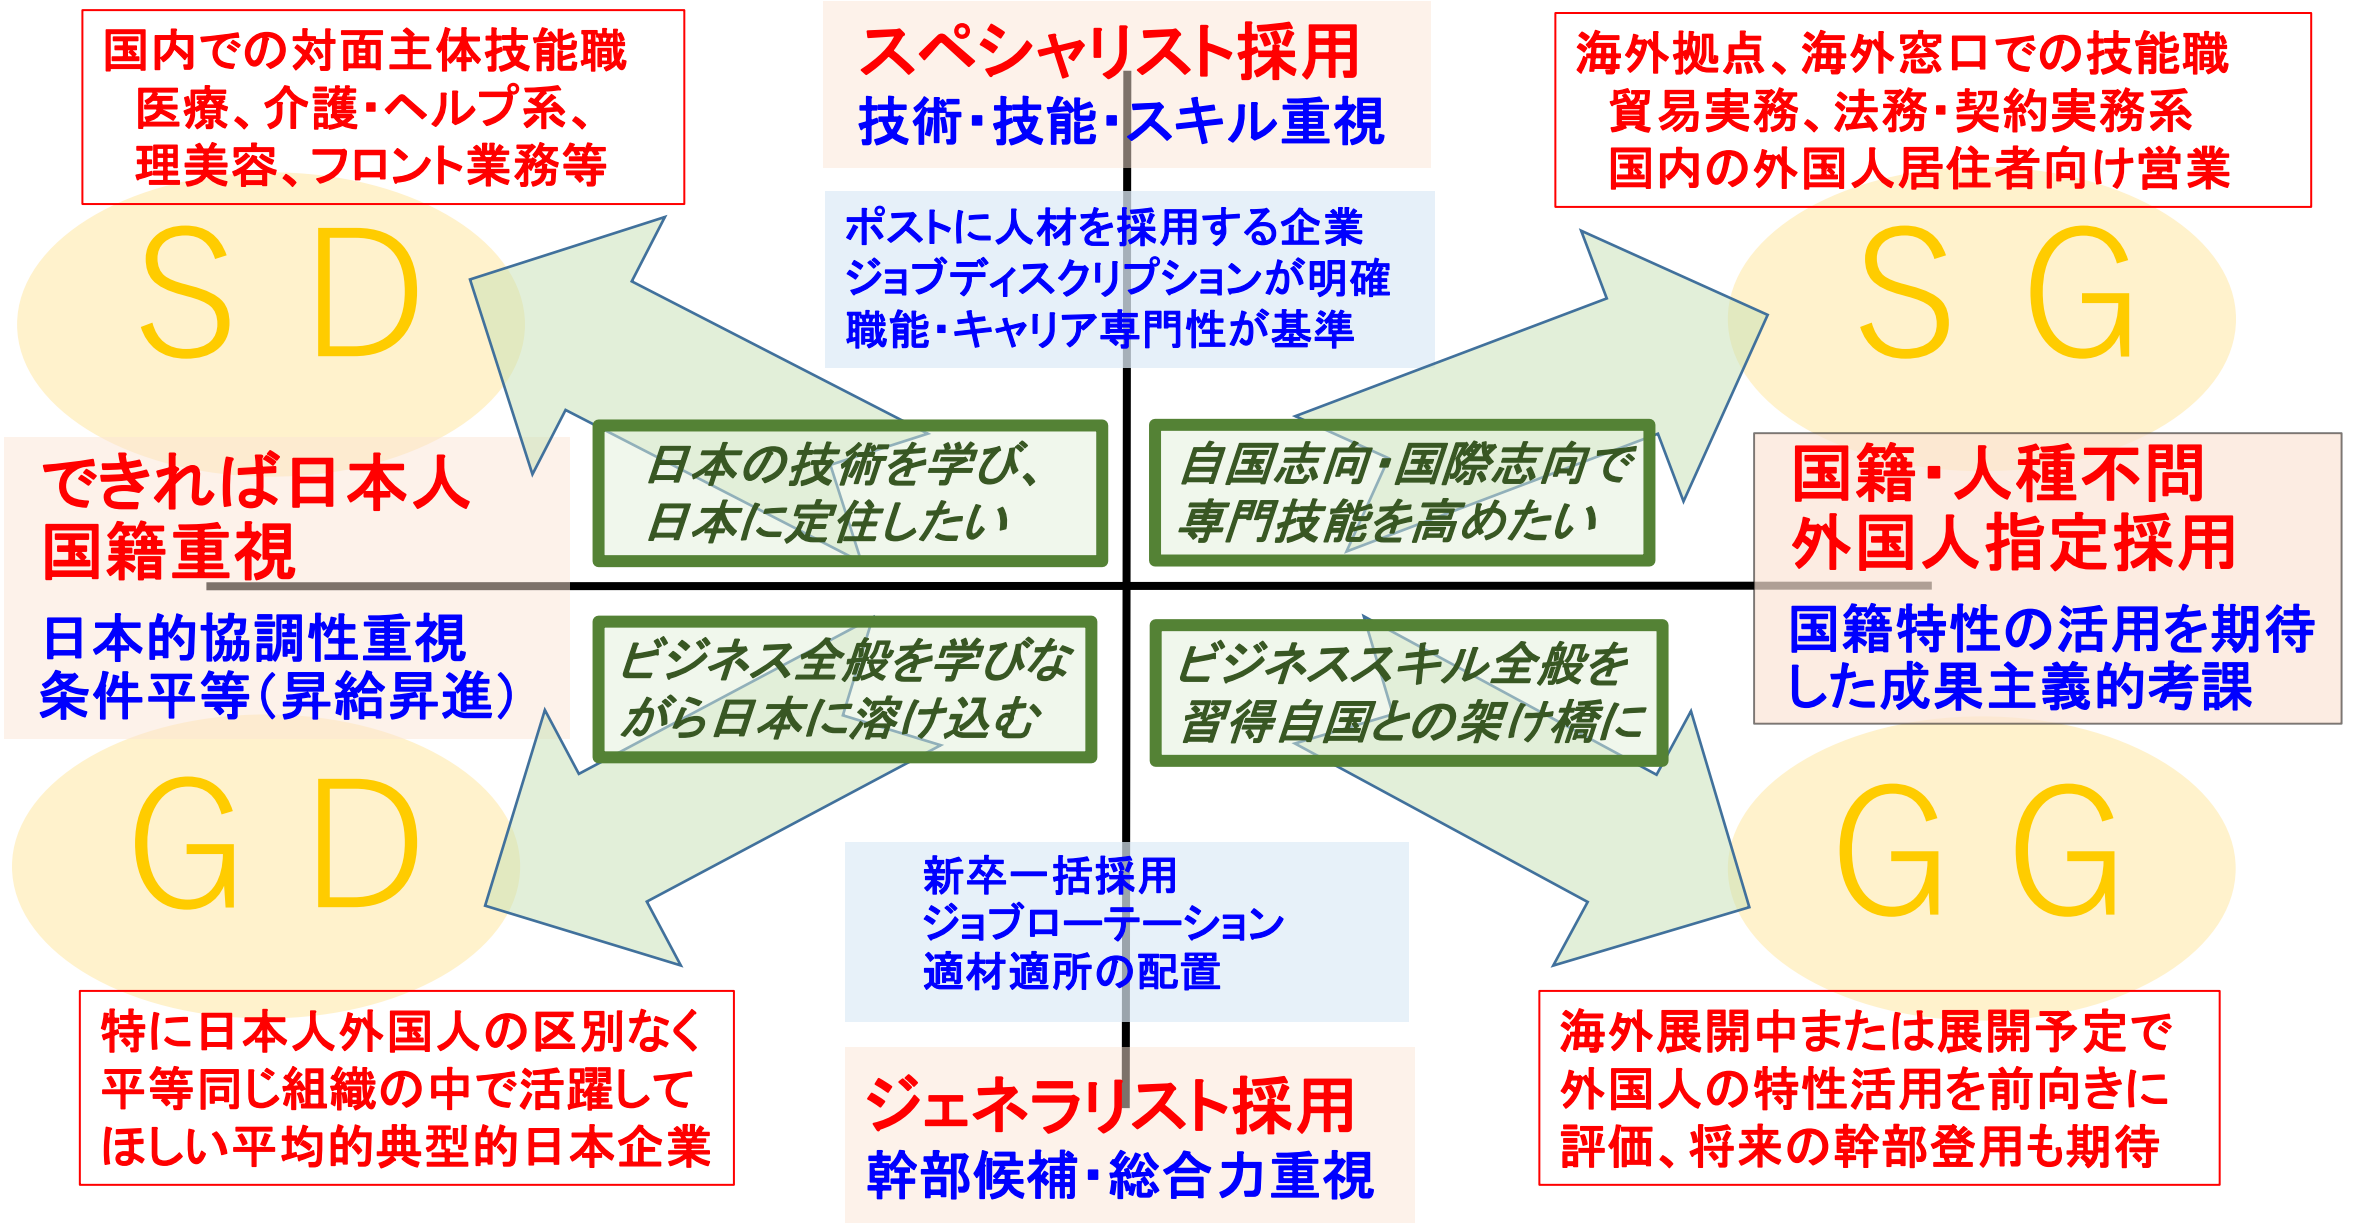 国内での対面主体技能職
医療、介護・ヘルプ系、
理美容、フロント業務等
スペシャリスト採用
技術・技能・スキル重視
海外拠点、海外窓口での技能職
貿易実務、法務・契約実務系
国内の外国人居住者向け営業
ポストに人材を採用する企業
ジョブディスクリプションが明確
職能・キャリア専門性が基準
ＳＤ
ＳＧ
日本の技術を学び、
日本に定住したい
自国志向・国際志向で
専門技能を高めたい
できれば日本人
国籍重視
日本的協調性重視
条件平等（昇給昇進）
国籍・人種不問
外国人指定採用
国籍特性の活用を期待
した成果主義的考課
ビジネス全般を学びな
がら日本に溶け込む
ビジネススキル全般を
習得自国との架け橋に
ＧＤ
ＧＧ
新卒一括採用
ジョブローテーション
適材適所の配置
特に日本人外国人の区別なく
平等同じ組織の中で活躍して
ほしい平均的典型的日本企業
ジェネラリスト採用
幹部候補・総合力重視
海外展開中または展開予定で
外国人の特性活用を前向きに
評価、将来の幹部登用も期待